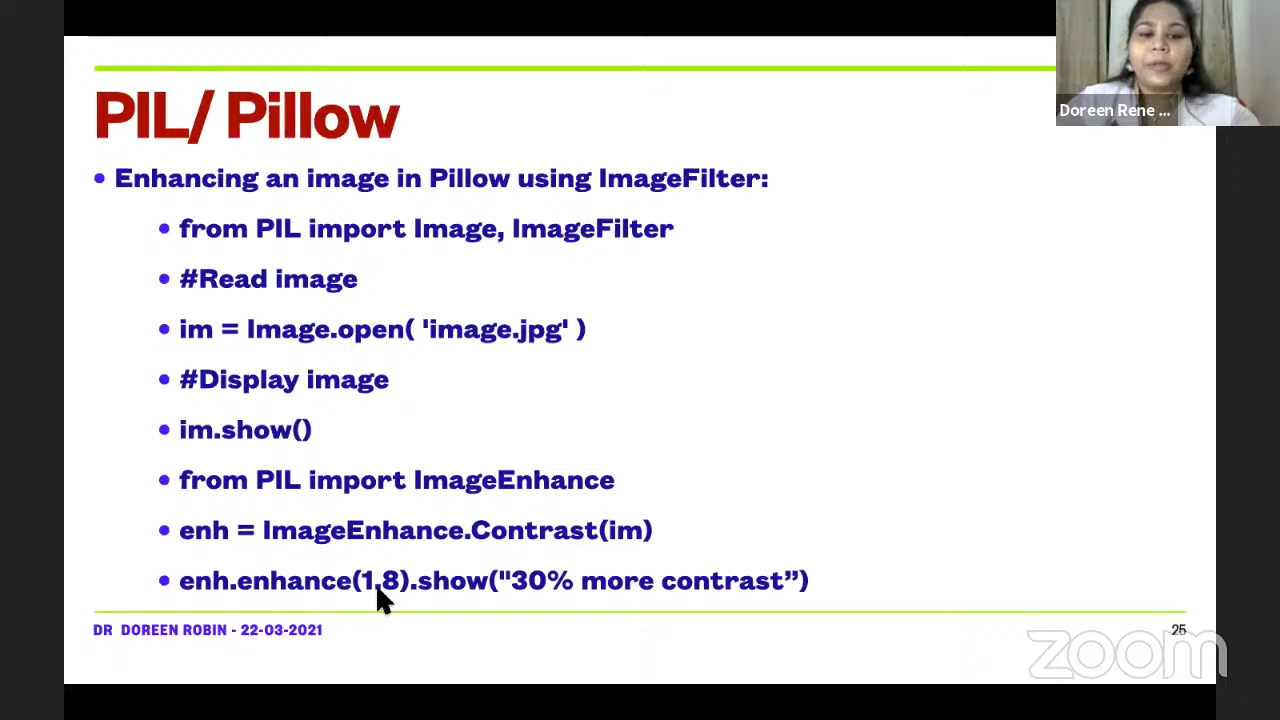 PIL/ Pillow
Doreen Rene ...
• Enhancing an image in Pillow using ImageFilter:
• from PIL import Image, ImageFilter
• #Read image
• im = Image.open( 'image.jpg' )
• #Display image
• im.show()
• from PIL import ImageEnhance
• enh = ImageEnhance.Contrast(im)
• enh.enhance(1.8).show("30% more contrast”)
DR DOREEN ROBIN - 22-03-2021
25
zoom